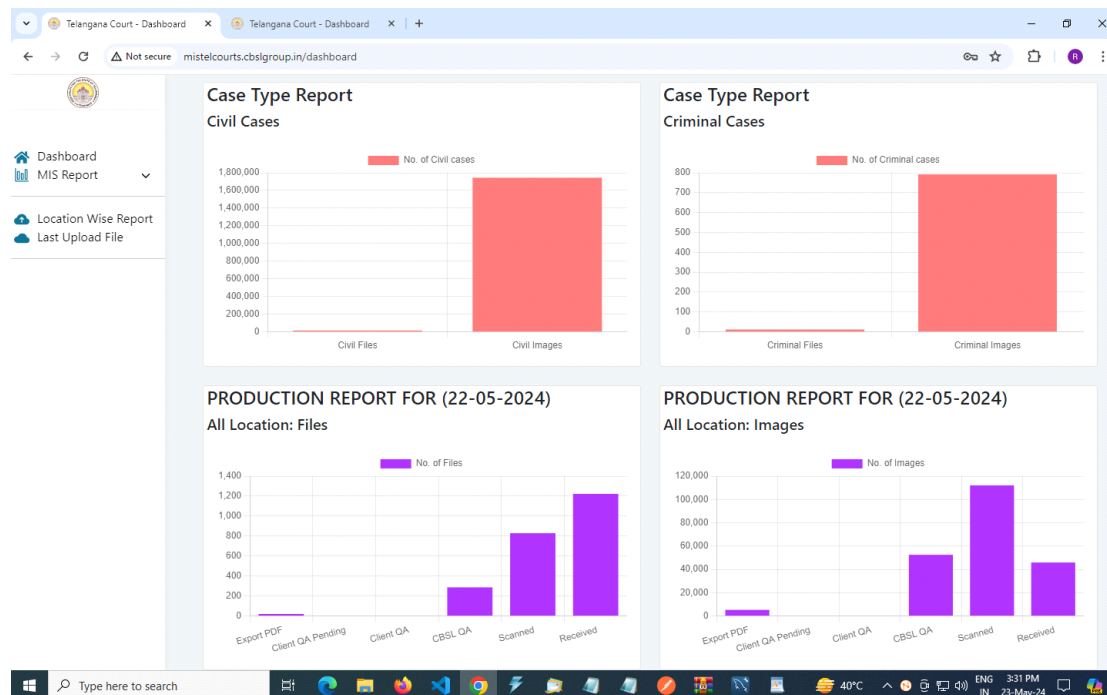 Telangana Court - Dashboard
Telangana Court - Dashboard
Not secure
mistelcourts.cbslgroup.in/dashboard
R
Dashboard
MIS Report
Location Wise Report
Last Upload File
Case Type Report
Civil Cases
No. of Civil cases
1,800,000
1,600,000
1,400,000
1,200,000
1,000,000
800,000
600,000
400,000
200,000
0
Civil Files
Civil Images
Case Type Report
Criminal Cases
No. of Criminal cases
800
700
600
500
400
300
200
100
0
Criminal Files
Criminal Images
PRODUCTION REPORT FOR (22-05-2024)
All Location: Files
No. of Files
1,400
1,200
1,000
800
600
400
200
0
Export PDF
Client QA Pending
Client QA
CBSL QA
Scanned
Received
PRODUCTION REPORT FOR (22-05-2024)
All Location: Images
No. of Images
120,000
100,000
80,000
60,000
40,000
20,000
0
Export PDF
Client QA Pending
Client QA
CBSL QA
Scanned
Received
Type here to search
40°C
ENG
IN
3:31 PM
23-May-24